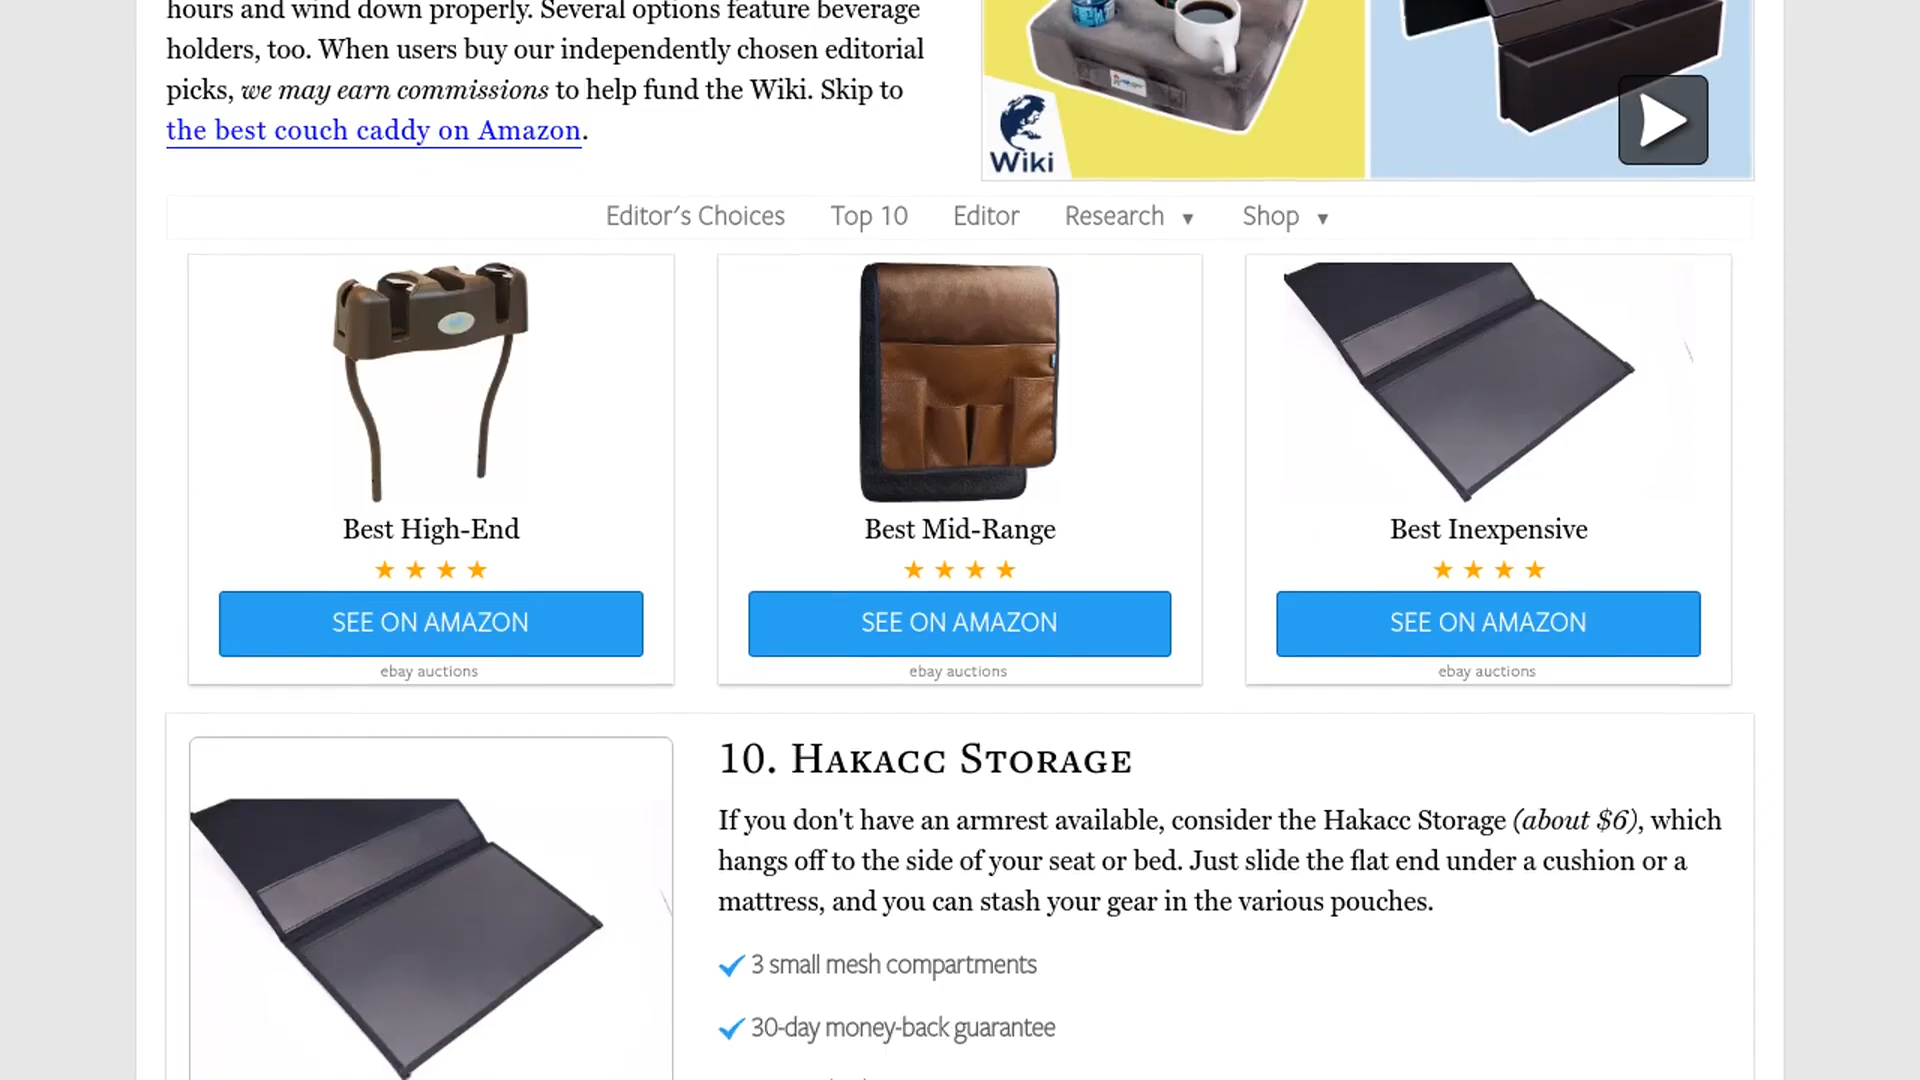 hours and wind down properly. Several options feature beverage
holders, too. When users buy our independently chosen editorial
picks, we may earn commissions to help fund the Wiki. Skip to
the best couch caddy on Amazon.
Wiki
Editor's Choices Top 10 Editor Research ▼ Shop ▼
Best High-End
★ ★ ★ ★
SEE ON AMAZON
ebay auctions
Best Mid-Range
★ ★ ★ ★
SEE ON AMAZON
ebay auctions
Best Inexpensive
★ ★ ★ ★
SEE ON AMAZON
ebay auctions
10. Hakacc Storage
If you don't have an armrest available, consider the Hakacc Storage (about $6), which
hangs off to the side of your seat or bed. Just slide the flat end under a cushion or a
mattress, and you can stash your gear in the various pouches.
3 small mesh compartments
30-day money-back guarantee